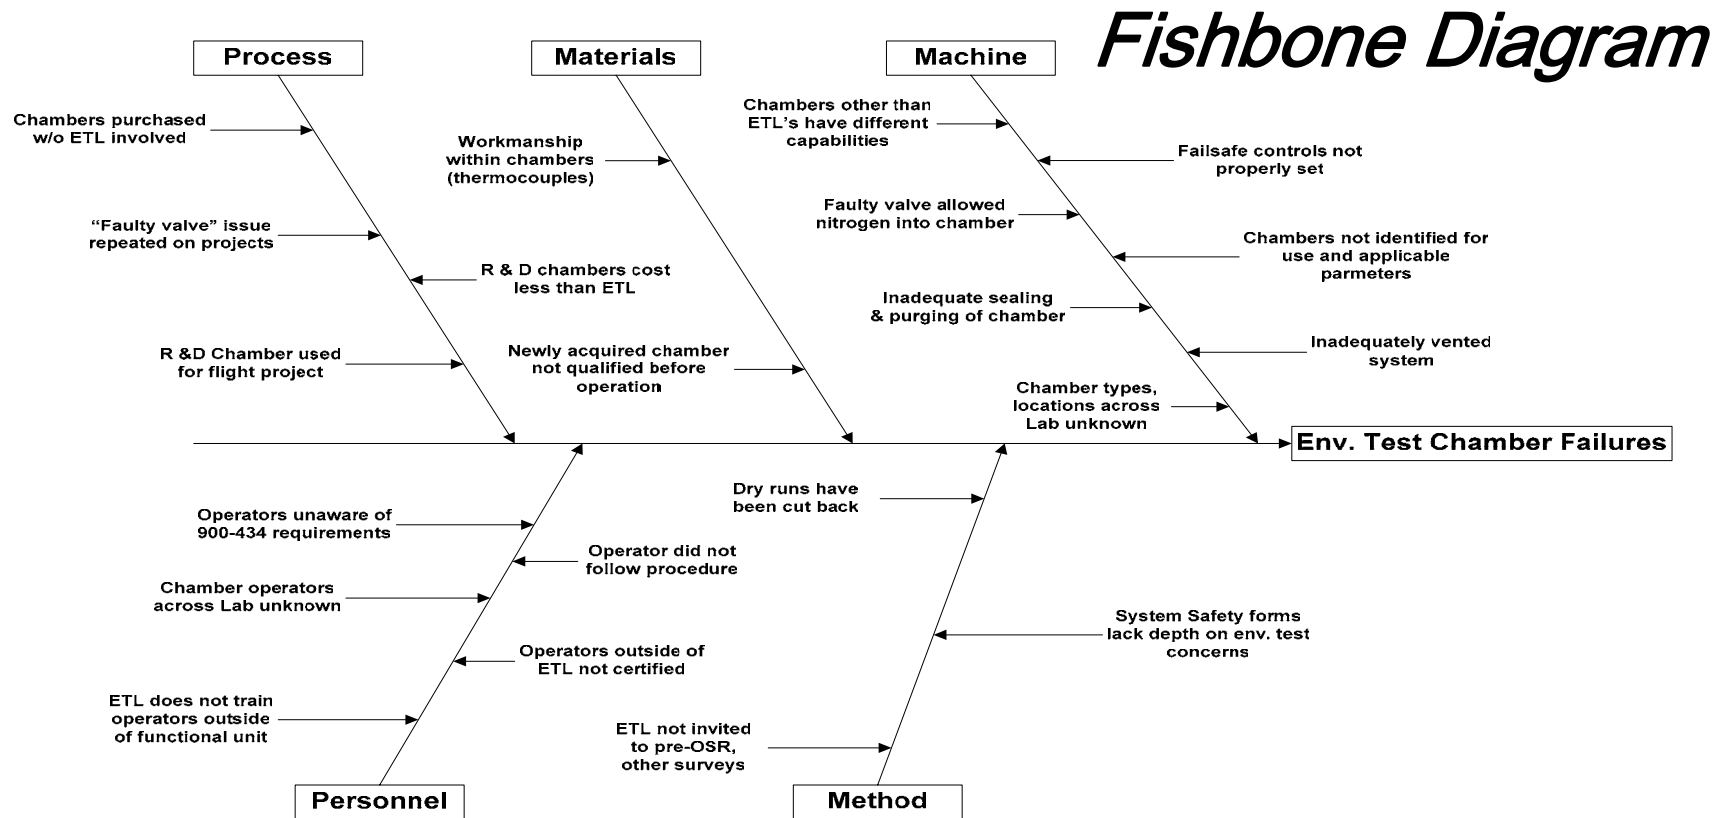 Fishbone Diagram
Process
Materials
Machine
Chambers purchased
w/o ETL involved
“Faulty valve” issue
repeated on projects
R & D chambers cost
less than ETL
R &D Chamber used
for flight project
Workmanship
within chambers
(thermocouples)
Newly acquired chamber
not qualified before
operation
Chambers other than
ETL’s have different
capabilities
Failsafe controls not
properly set
Faulty valve allowed
nitrogen into chamber
Chambers not identified for
use and applicable
parmeters
Inadequate sealing
& purging of chamber
Inadequately vented
system
Chamber types,
locations across
Lab unknown
Env. Test Chamber Failures
Operators unaware of
900-434 requirements
Operator did not
follow procedure
Chamber operators
across Lab unknown
Operators outside of
ETL not certified
ETL does not train
operators outside
of functional unit
Dry runs have
been cut back
System Safety forms
lack depth on env. test
concerns
ETL not invited
to pre-OSR,
other surveys
Personnel
Method